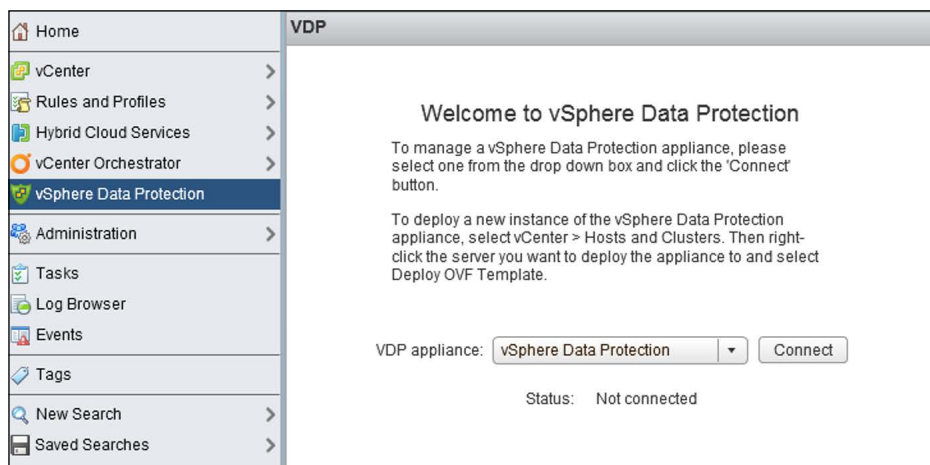 Home
vCenter
Rules and Profiles
Hybrid Cloud Services
vCenter Orchestrator
vSphere Data Protection
Administration
Tasks
Log Browser
Events
Tags
New Search
Saved Searches
VDP
Welcome to vSphere Data Protection
To manage a vSphere Data Protection appliance, please
select one from the drop down box and click the 'Connect'
button.
To deploy a new instance of the vSphere Data Protection
appliance, select vCenter > Hosts and Clusters. Then right-
click the server you want to deploy the appliance to and select
Deploy OVF Template.
VDP appliance: vSphere Data Protection Connect
Status: Not connected